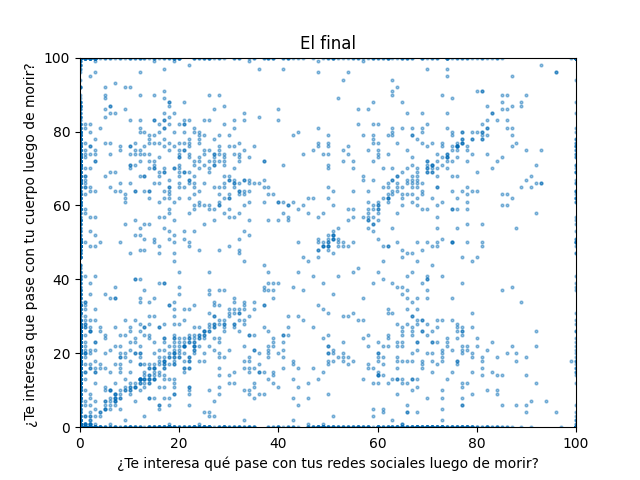 El final
¿Te interesa que pase con tu cuerpo luego de morir?
100
80
60
40
20
0
0 20 40 60 80 100
¿Te interesa qué pase con tus redes sociales luego de morir?